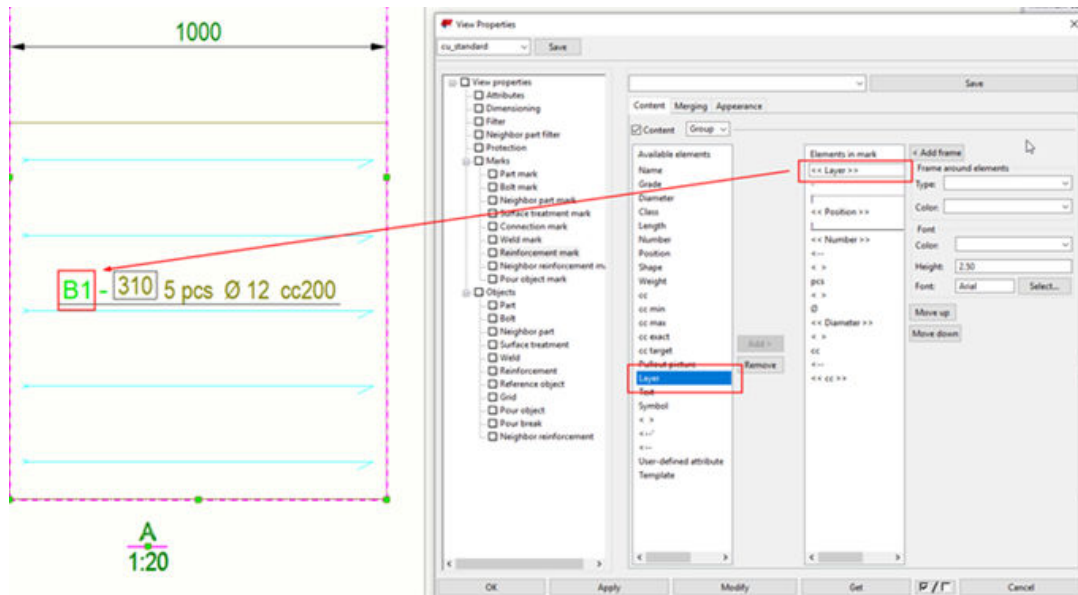 1000
B1 - 310 5 pcs Ø 12 cc200
A
1:20
View Properties
cu_standard
Save
View properties
Attributes
Dimensioning
Filter
Neighbor part filter
Protection
Marks
Part mark
Bolt mark
Neighbor part mark
Surface treatment mark
Connection mark
Weld mark
Reinforcement mark
Neighbor reinforcement m
Pour object mark
Objects
Part
Bolt
Neighbor part
Surface treatment
Weld
Reinforcement
Reference object
Grid
Pour object
Pour break
Neighbor reinforcement
Save
Content Merging Appearance
Content Group
Available elements
Name
Grade
Diameter
Class
Length
Number
Position
Shape
Weight
cc
cc min
cc max
cc exact
cc target
Pullout picture
Layer
Text
Symbol
< >
<--'
<--
User-defined attribute
Template
Add >
Remove
Elements in mark
<< Layer >>
-
[
<< Position >>
]
<< Number >>
<--
< >
pcs
< >
Ø
<< Diameter >>
< >
cc
<--
<< cc >>
< Add frame
Frame around elements
Type:
Color:
Font
Color:
Height: 2.50
Font: Arial Select...
Move up
Move down
OK Apply Modify Get Cancel